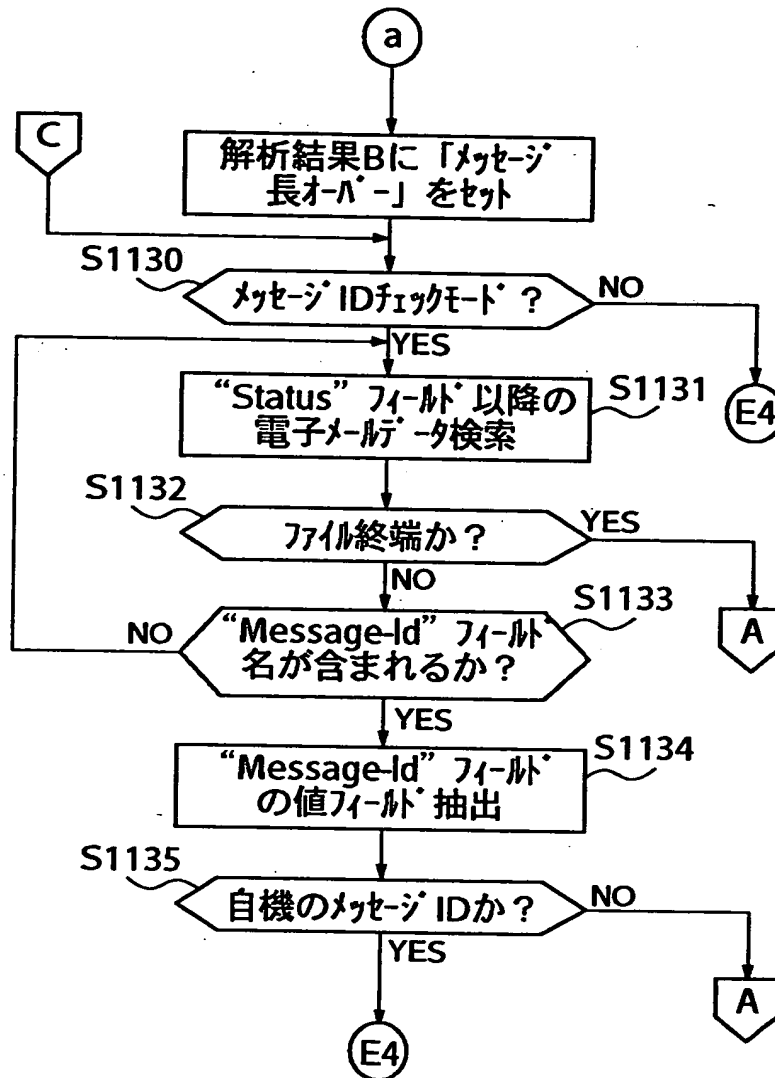 a
C
解析結果Bに「メッセージ
長オーバー」をセット
S1130
メッセージIDチェックモード？
NO
YES
E4
“Status” フィールド以降の
電子メールデータ検索
S1131
S1132
ファイル終端か？
YES
NO
A
S1133
“Message-Id” フィールド
名が含まれるか？
NO
YES
S1134
“Message-Id” フィールド
の値フィールド抽出
S1135
自機のメッセージIDか？
NO
YES
A
E4